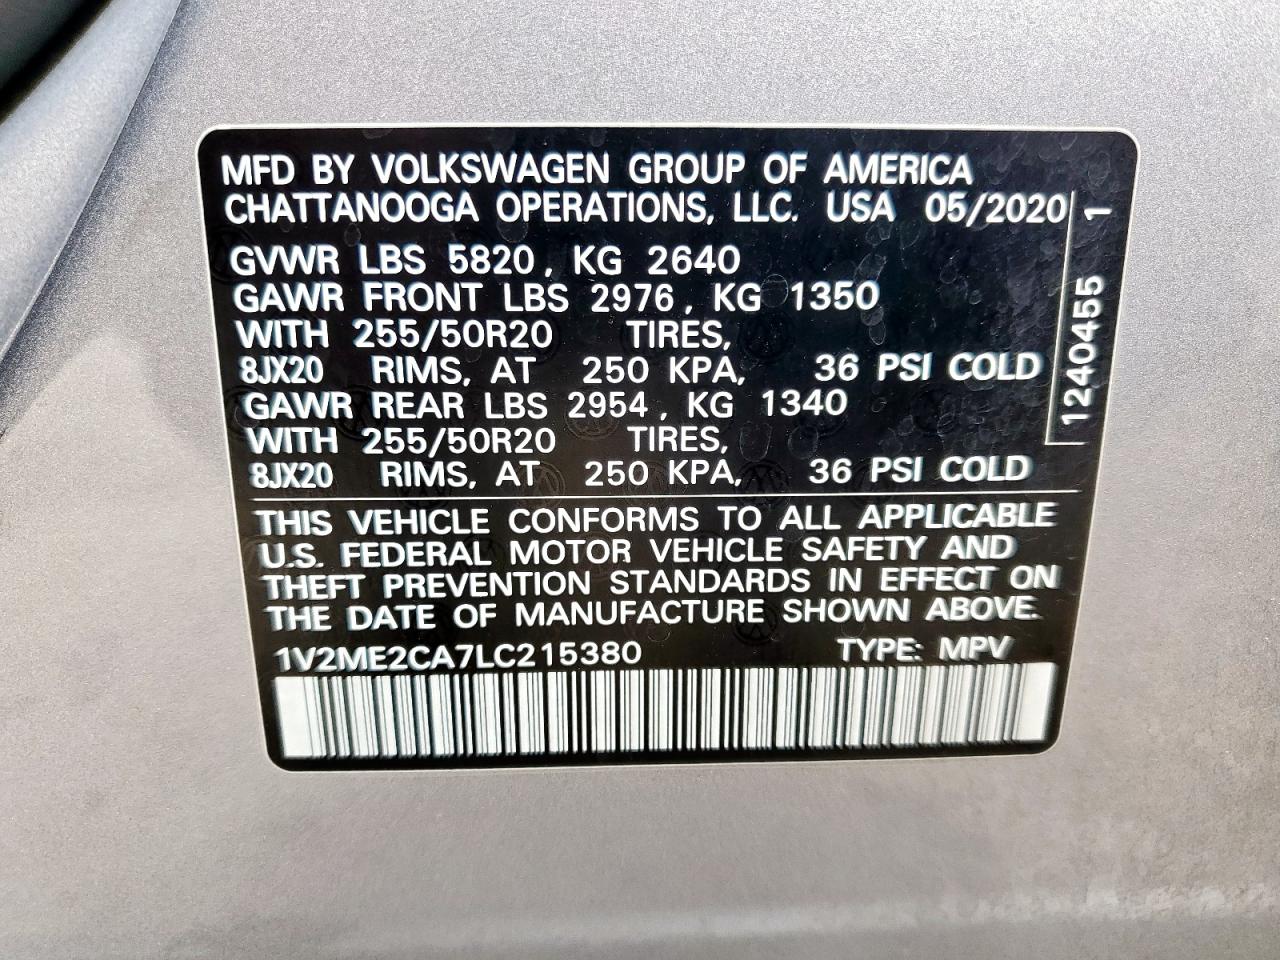 MFD BY VOLKSWAGEN GROUP OF AMERICA
CHATTANOOGA OPERATIONS, LLC. USA 05/2020
GVWR LBS 5820, KG 2640
GAWR FRONT LBS 2976, KG 1350
WITH 255/50R20 TIRES,
8JX20 RIMS, AT 250 KPA, 36 PSI COLD
GAWR REAR LBS 2954, KG 1340
WITH 255/50R20 TIRES,
8JX20 RIMS, AT 250 KPA, 36 PSI COLD
1240455 1
THIS VEHICLE CONFORMS TO ALL APPLICABLE
U.S. FEDERAL MOTOR VEHICLE SAFETY AND
THEFT PREVENTION STANDARDS IN EFFECT ON
THE DATE OF MANUFACTURE SHOWN ABOVE.
1V2ME2CA7LC215380 TYPE: MPV